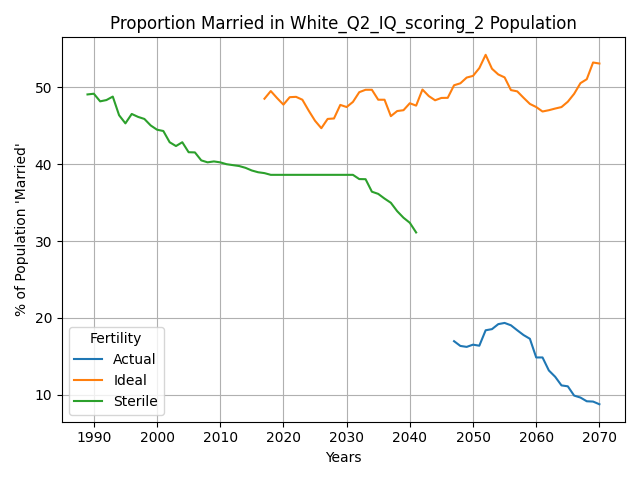 Proportion Married in White_Q2_IQ_scoring_2 Population
% of Population 'Married'
50
40
30
20
10
Fertility
Actual
Ideal
Sterile
1990 2000 2010 2020 2030 2040 2050 2060 2070
Years